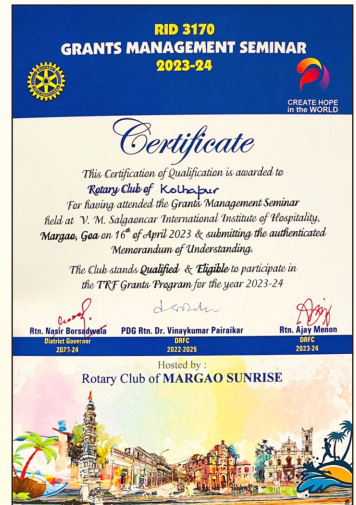 RID 3170
GRANTS MANAGEMENT SEMINAR
2023-24
CREATE HOPE
in the WORLD
Certificate
This Certification of Qualification is awarded to
Rotary Club of Kolhapur
For having attended the Grants Management Seminar
held at V. M. Salgaoncar International Institute of Hospitality,
Margao, Goa on 16th of April 2023 & submitting the authenticated
Memorandum of Understanding.
The Club stands Qualified & Eligible to participate in
the TRF Grants Program for the year 2023-24
Rtn. Nasir Borsadwala
District Governor
2023-24
PDG Rtn. Dr. Vinaykumar Pairaikar
DRFC
2022-2025
Rtn. Ajay Menon
DRFC
2023-24
Hosted by :
Rotary Club of MARGAO SUNRISE